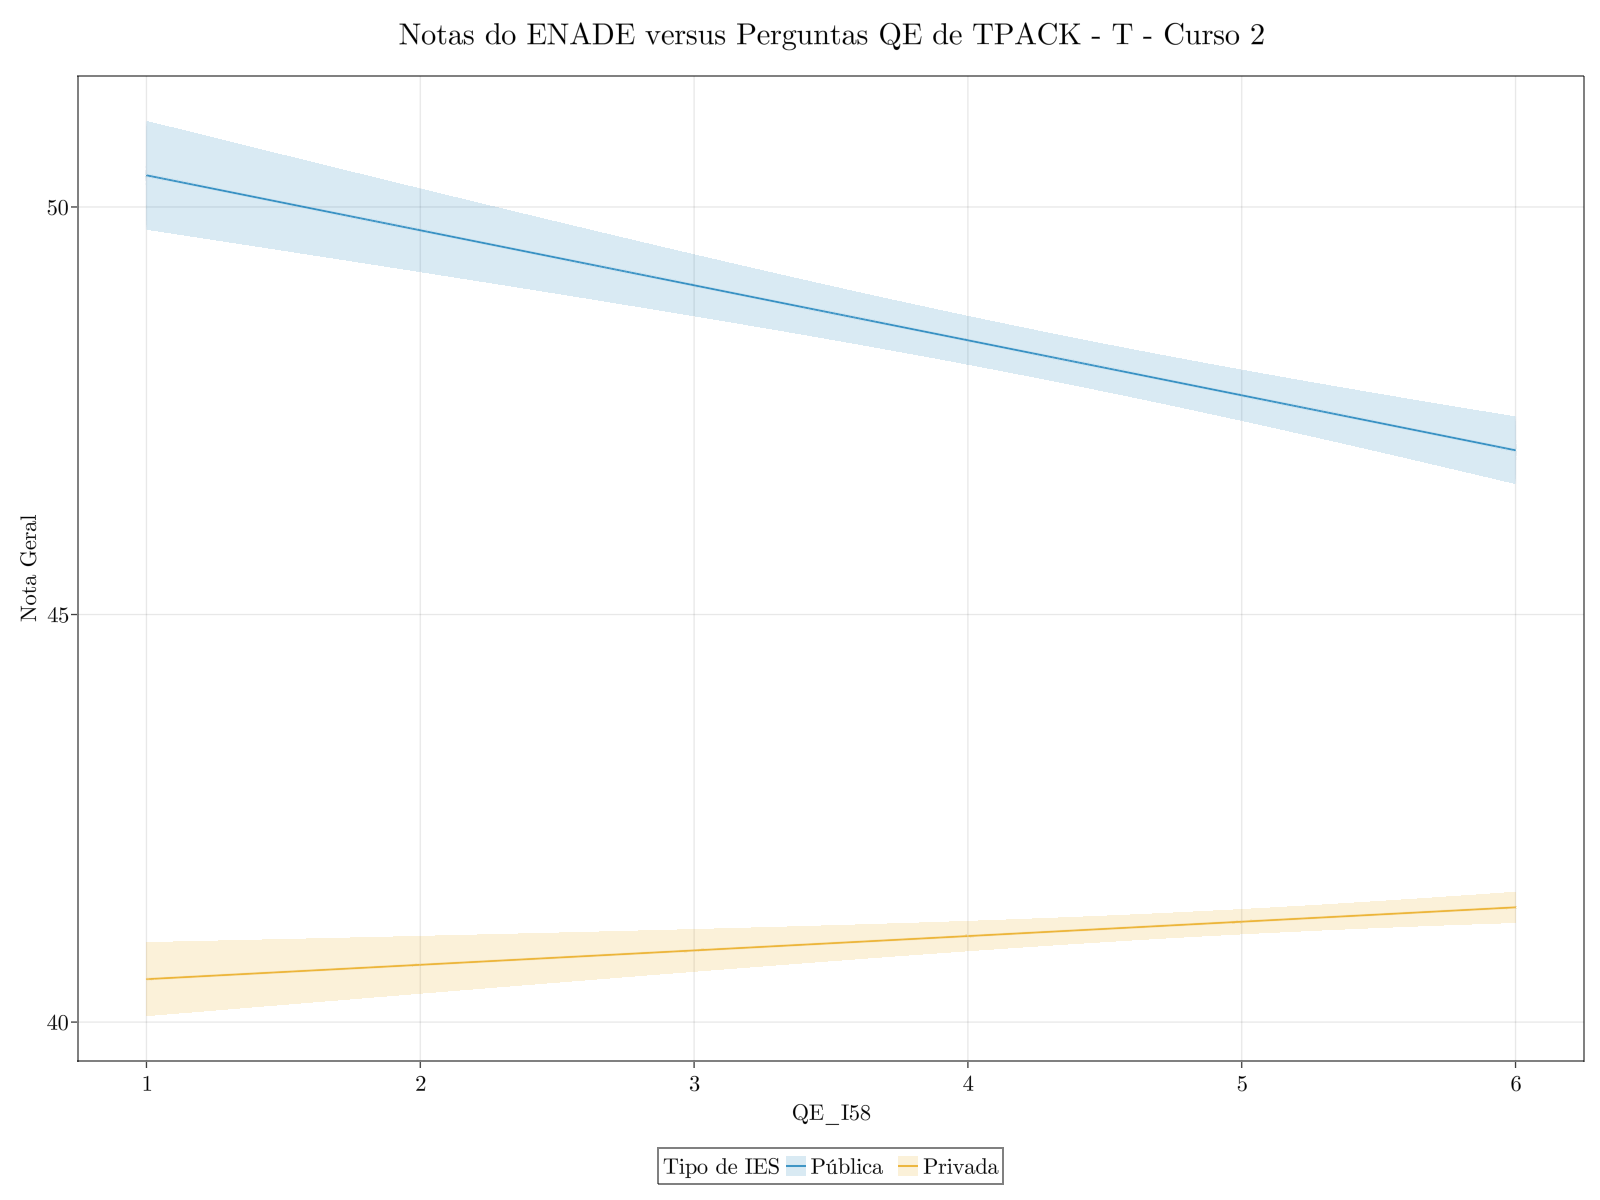 Notas do ENADE versus Perguntas QE de TPACK - T - Curso 2
Nota Geral
50
45
40
1 2 3 4 5 6
QE_I58
Tipo de IES Pública Privada